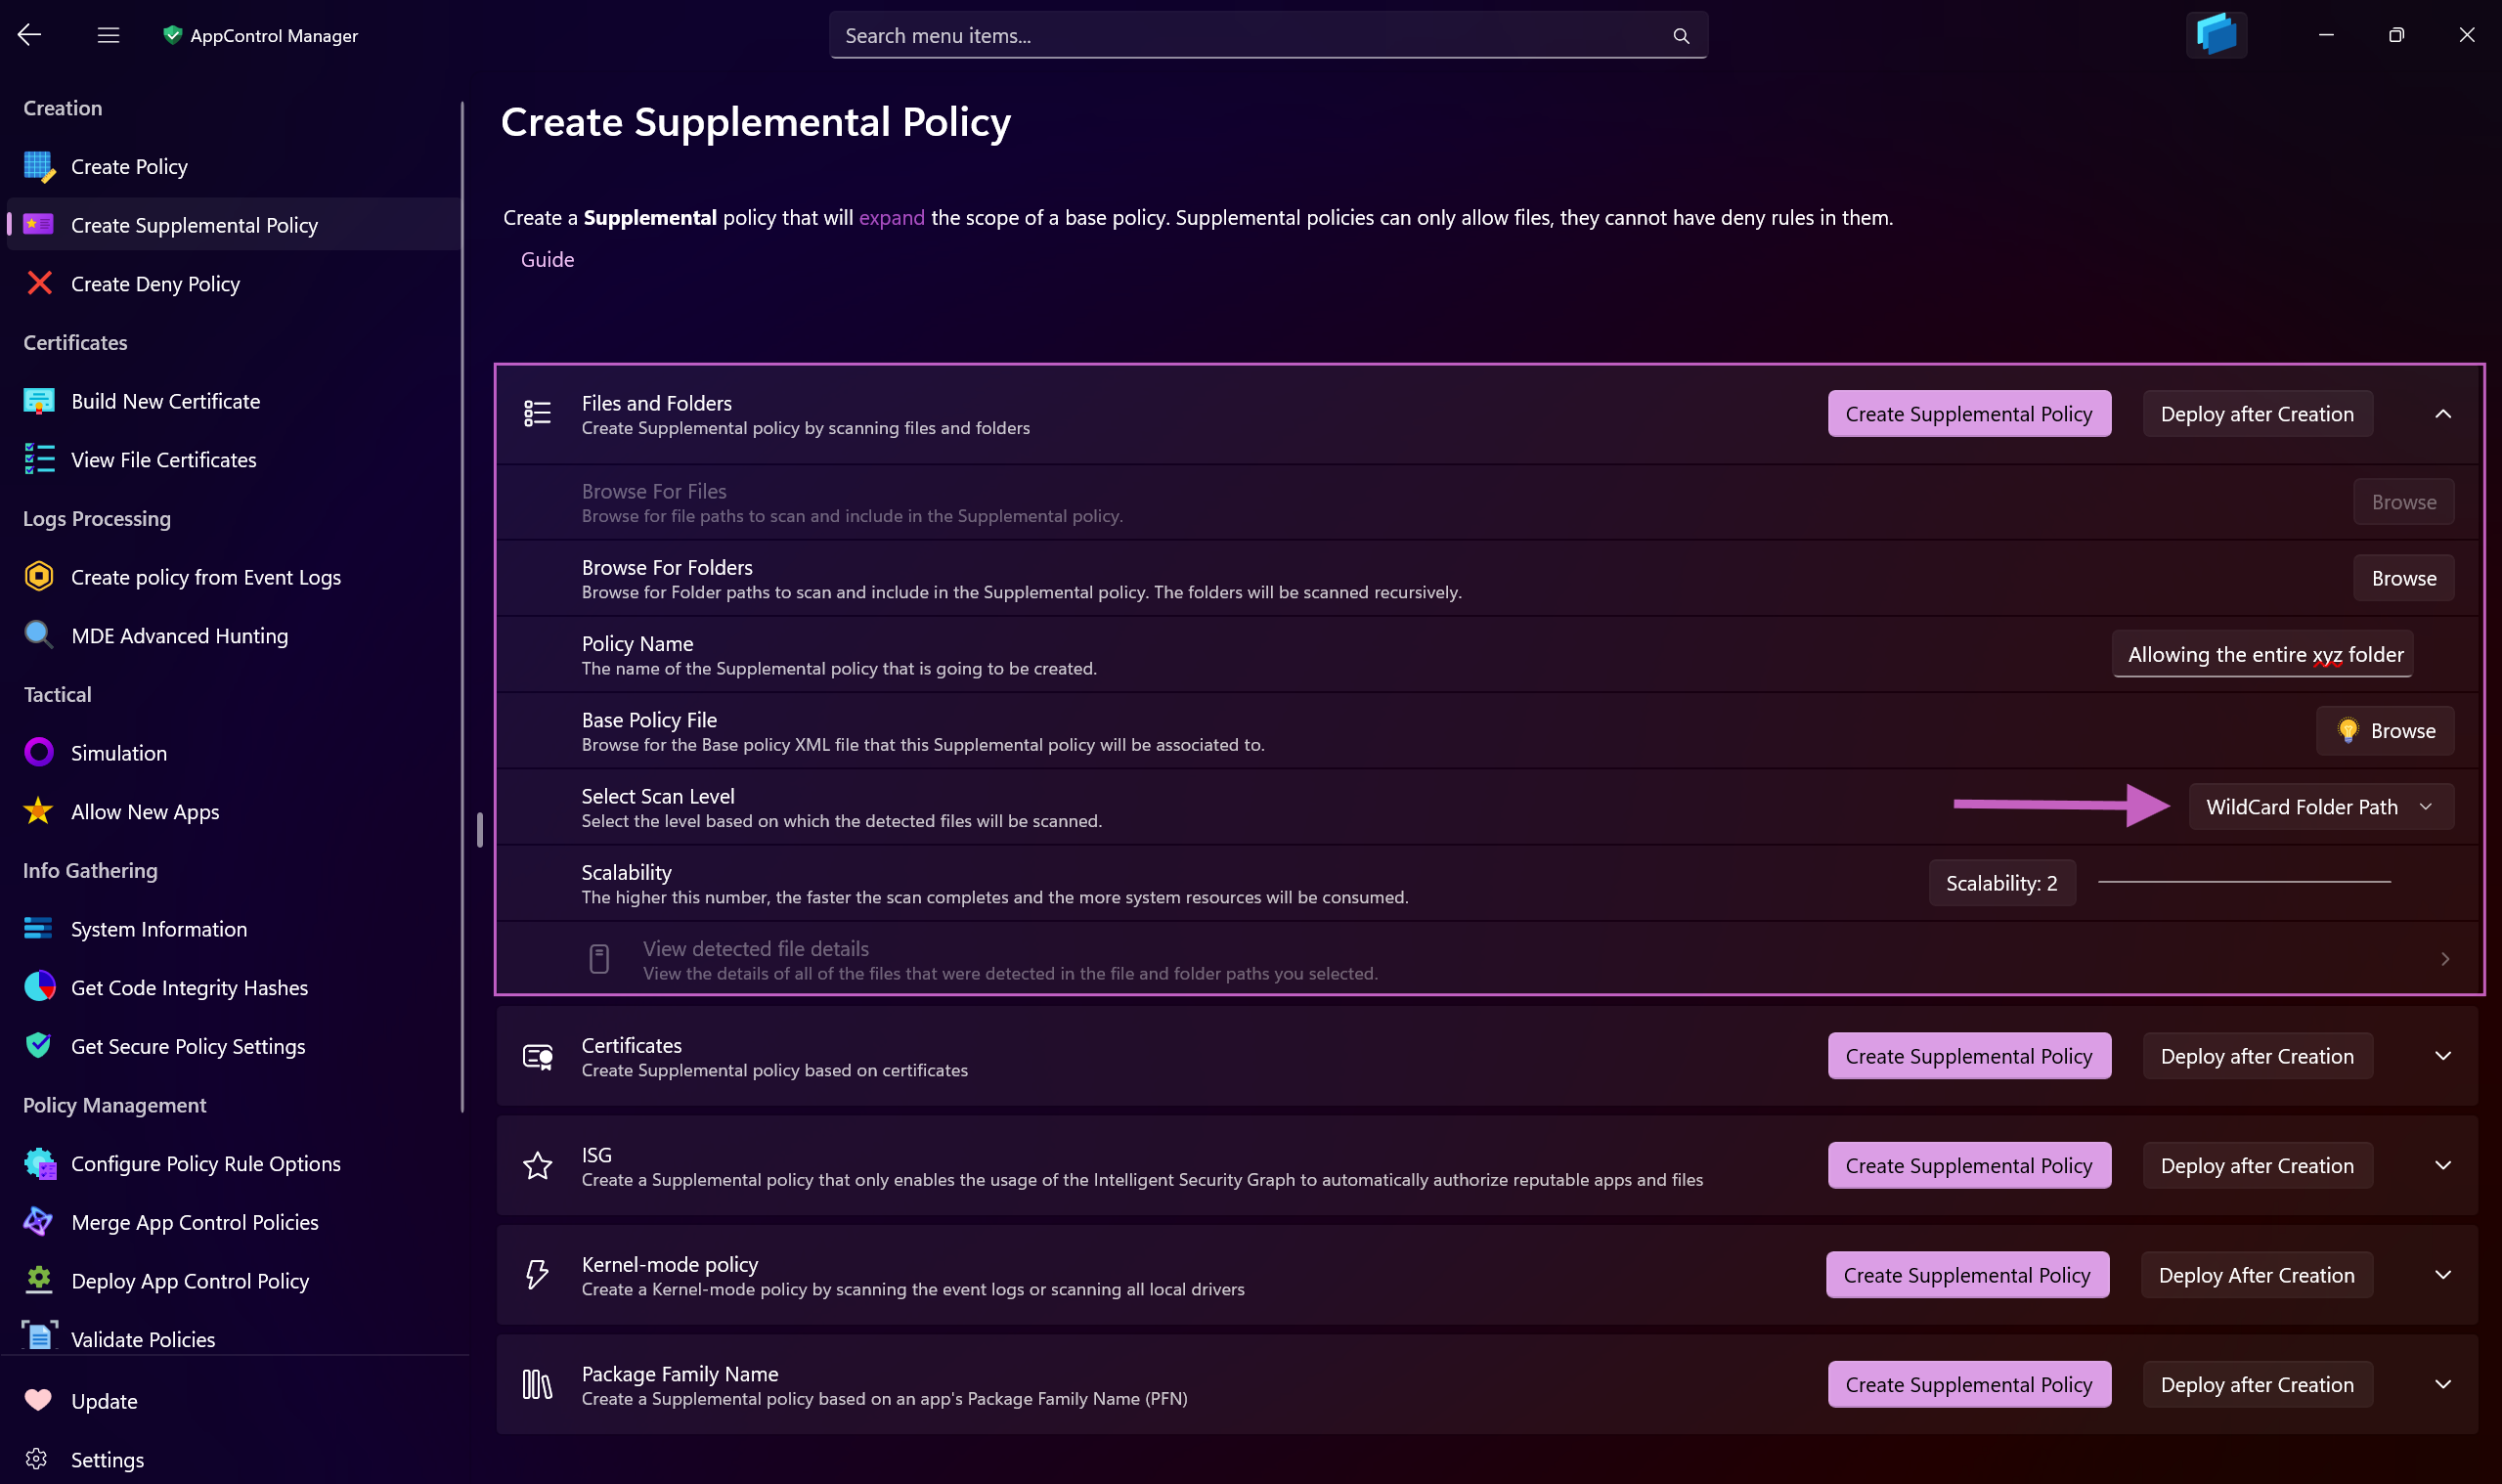 AppControl Manager
Search menu items...
Creation
Create Policy
Create Supplemental Policy
Create Deny Policy
Certificates
Build New Certificate
View File Certificates
Logs Processing
Create policy from Event Logs
MDE Advanced Hunting
Tactical
Simulation
Allow New Apps
Info Gathering
System Information
Get Code Integrity Hashes
Get Secure Policy Settings
Policy Management
Configure Policy Rule Options
Merge App Control Policies
Deploy App Control Policy
Validate Policies
Update
Settings
Create Supplemental Policy
Create a Supplemental policy that will expand the scope of a base policy. Supplemental policies can only allow files, they cannot have deny rules in them.
Guide
Files and Folders
Create Supplemental policy by scanning files and folders
Create Supplemental Policy
Deploy after Creation
Browse For Files
Browse for file paths to scan and include in the Supplemental policy.
Browse
Browse For Folders
Browse for Folder paths to scan and include in the Supplemental policy. The folders will be scanned recursively.
Browse
Policy Name
The name of the Supplemental policy that is going to be created.
Allowing the entire xyz folder
Base Policy File
Browse for the Base policy XML file that this Supplemental policy will be associated to.
Browse
Select Scan Level
Select the level based on which the detected files will be scanned.
WildCard Folder Path
Scalability
The higher this number, the faster the scan completes and the more system resources will be consumed.
Scalability: 2
View detected file details
View the details of all of the files that were detected in the file and folder paths you selected.
Certificates
Create Supplemental policy based on certificates
Create Supplemental Policy
Deploy after Creation
ISG
Create a Supplemental policy that only enables the usage of the Intelligent Security Graph to automatically authorize reputable apps and files
Create Supplemental Policy
Deploy after Creation
Kernel-mode policy
Create a Kernel-mode policy by scanning the event logs or scanning all local drivers
Create Supplemental Policy
Deploy After Creation
Package Family Name
Create a Supplemental policy based on an app's Package Family Name (PFN)
Create Supplemental Policy
Deploy after Creation